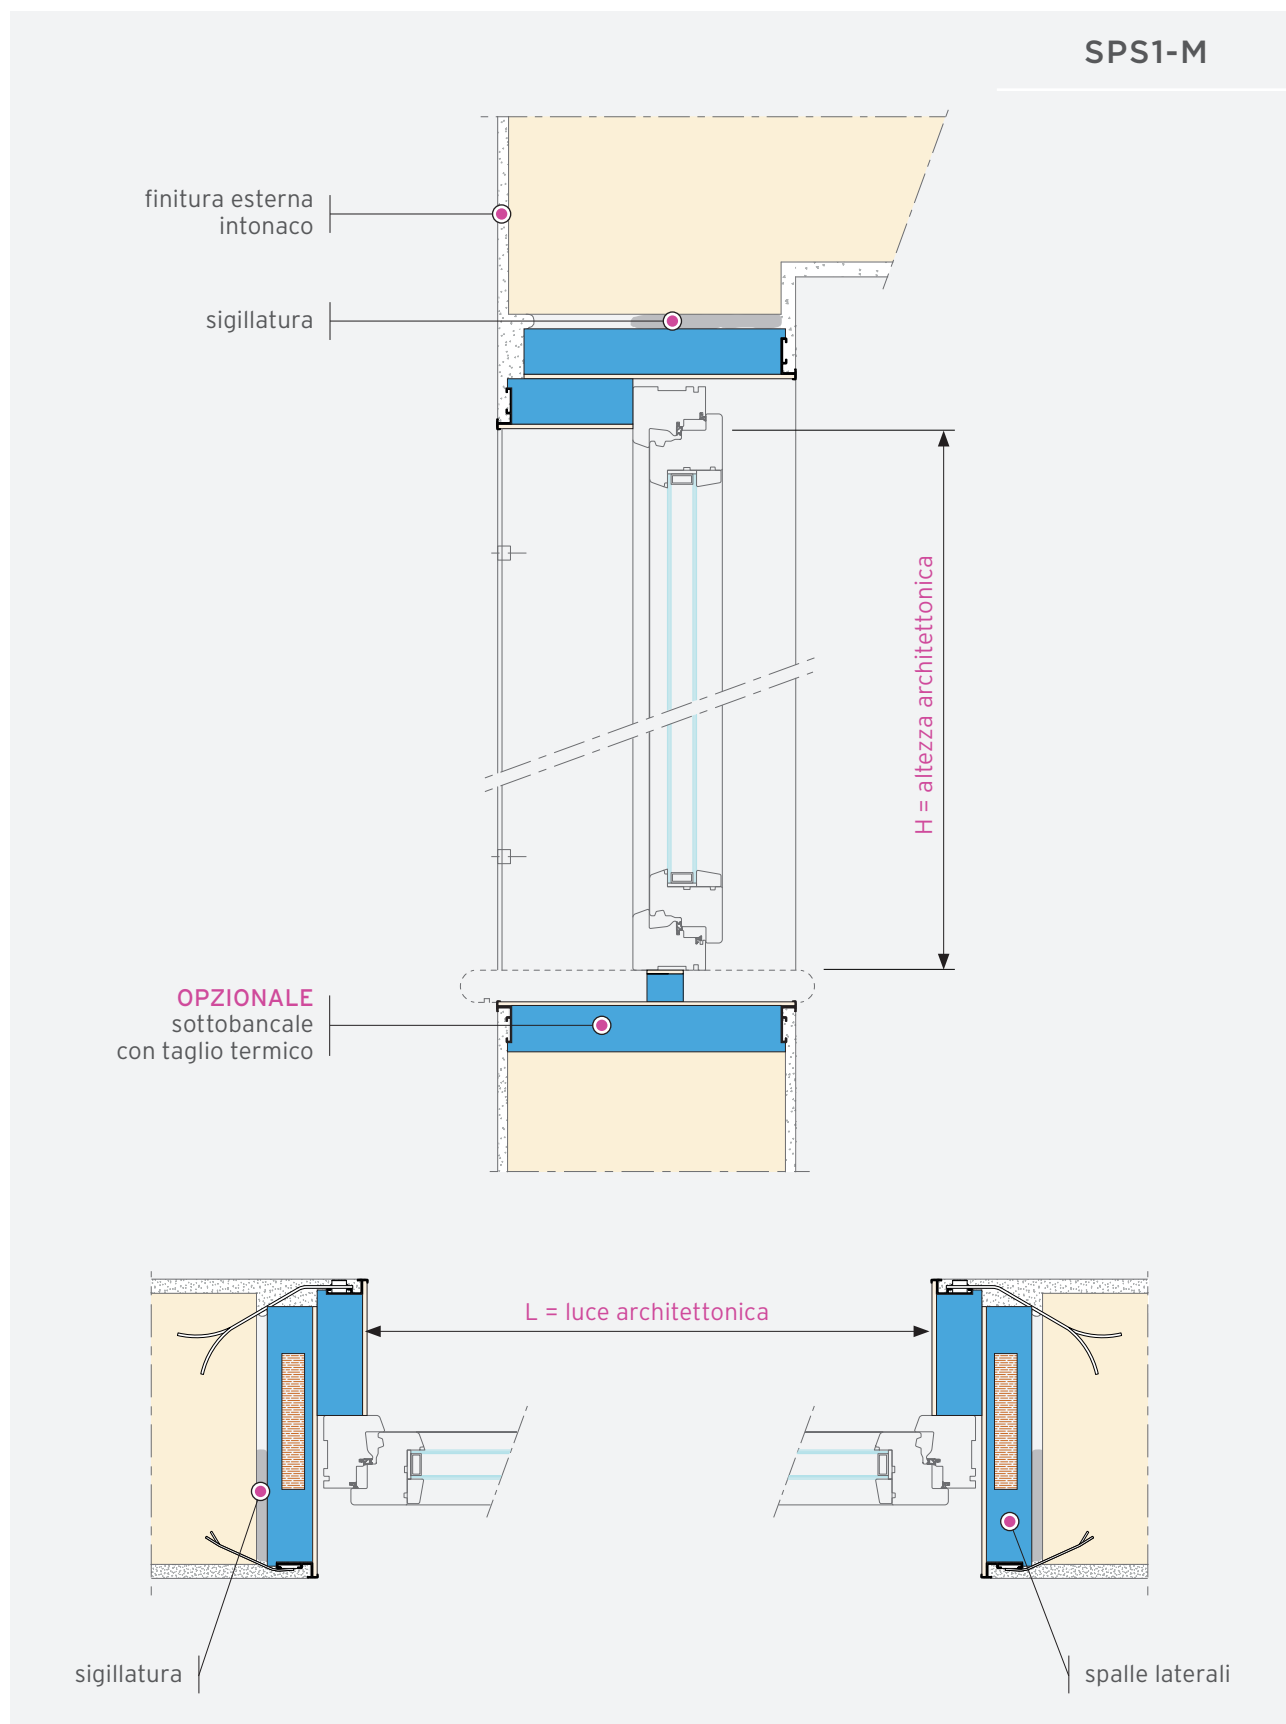 SPS1-M
finitura esterna
intonaco
sigillatura
H = altezza architettonica
OPZIONALE
sottobancale
con taglio termico
L = luce architettonica
sigillatura
spalle laterali